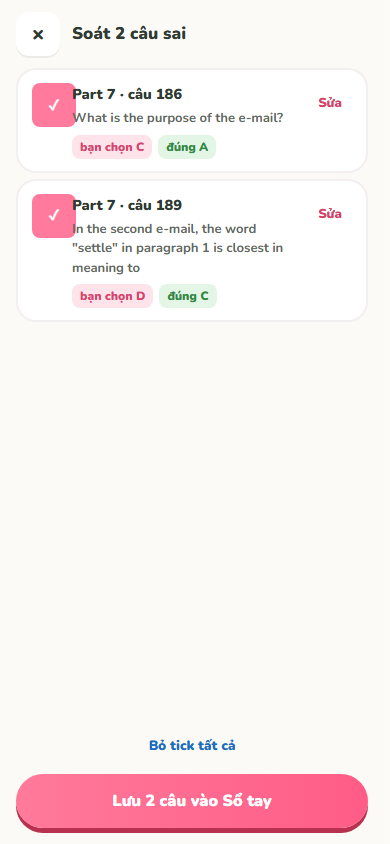 × Soát 2 câu sai
✓ Part 7 · câu 186
Sửa
What is the purpose of the e-mail?
bạn chọn C đúng A
✓ Part 7 · câu 189
Sửa
In the second e-mail, the word
"settle" in paragraph 1 is closest in
meaning to
bạn chọn D đúng C
Bỏ tick tất cả
Lưu 2 câu vào Sổ tay